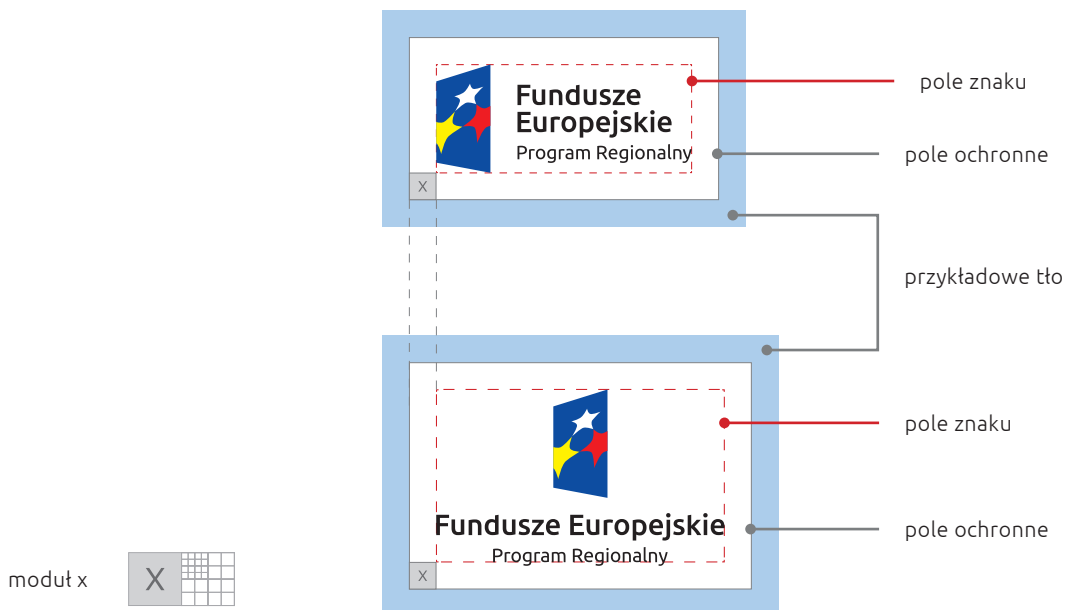 Fundusze
Europejskie
Program Regionalny
X
pole znaku
pole ochronne
przykładowe tło
Fundusze Europejskie
Program Regionalny
X
pole znaku
pole ochronne
moduł x
X